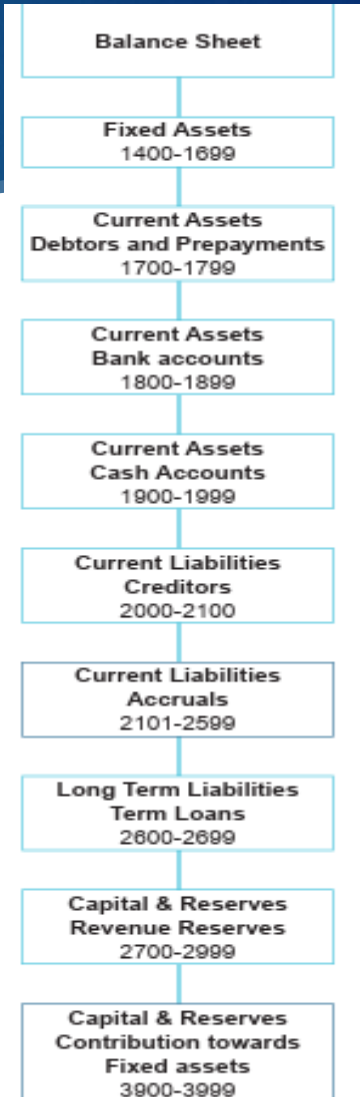 Balance Sheet
Fixed Assets
1400-1699
Current Assets
Debtors and Prepayments
1700-1799
Current Assets
Bank accounts
1800-1899
Current Assets
Cash Accounts
1900-1999
Current Liabilities
Creditors
2000-2100
Current Liabilities
Accruals
2101-2599
Long Term Liabilities
Term Loans
2600-2699
Capital & Reserves
Revenue Reserves
2700-2999
Capital & Reserves
Contribution towards
Fixed assets
3900-3999